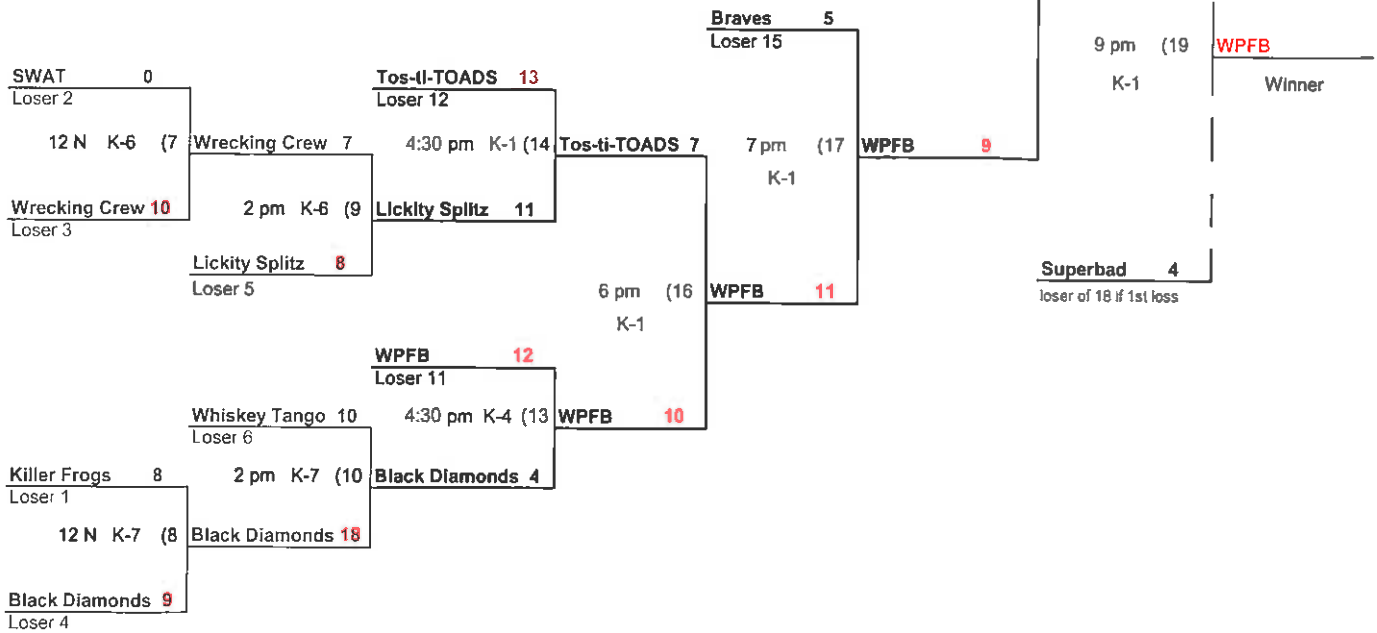 Braves 5
Loser 15
9 pm (19 WPFB
K-1 Winner
SWAT 0
Loser 2
Tos-ti-TOADS 13
Loser 12
12 N K-6 (7 Wrecking Crew 7
4:30 pm K-1 (14 Tos-ti-TOADS 7
7 pm (17 WPFB 9
K-1
Wrecking Crew 10
Loser 3
2 pm K-6 (9 Lickity Splitz 11
Lickity Splitz 8
Loser 5
Superbad 4
loser of 18 if 1st loss
6 pm (16 WPFB 11
K-1
WPFB 12
Loser 11
Whiskey Tango 10
Loser 6
4:30 pm K-4 (13 WPFB 10
Killer Frogs 8
Loser 1
2 pm K-7 (10 Black Diamonds 4
12 N K-7 (8 Black Diamonds 18
Black Diamonds 9
Loser 4